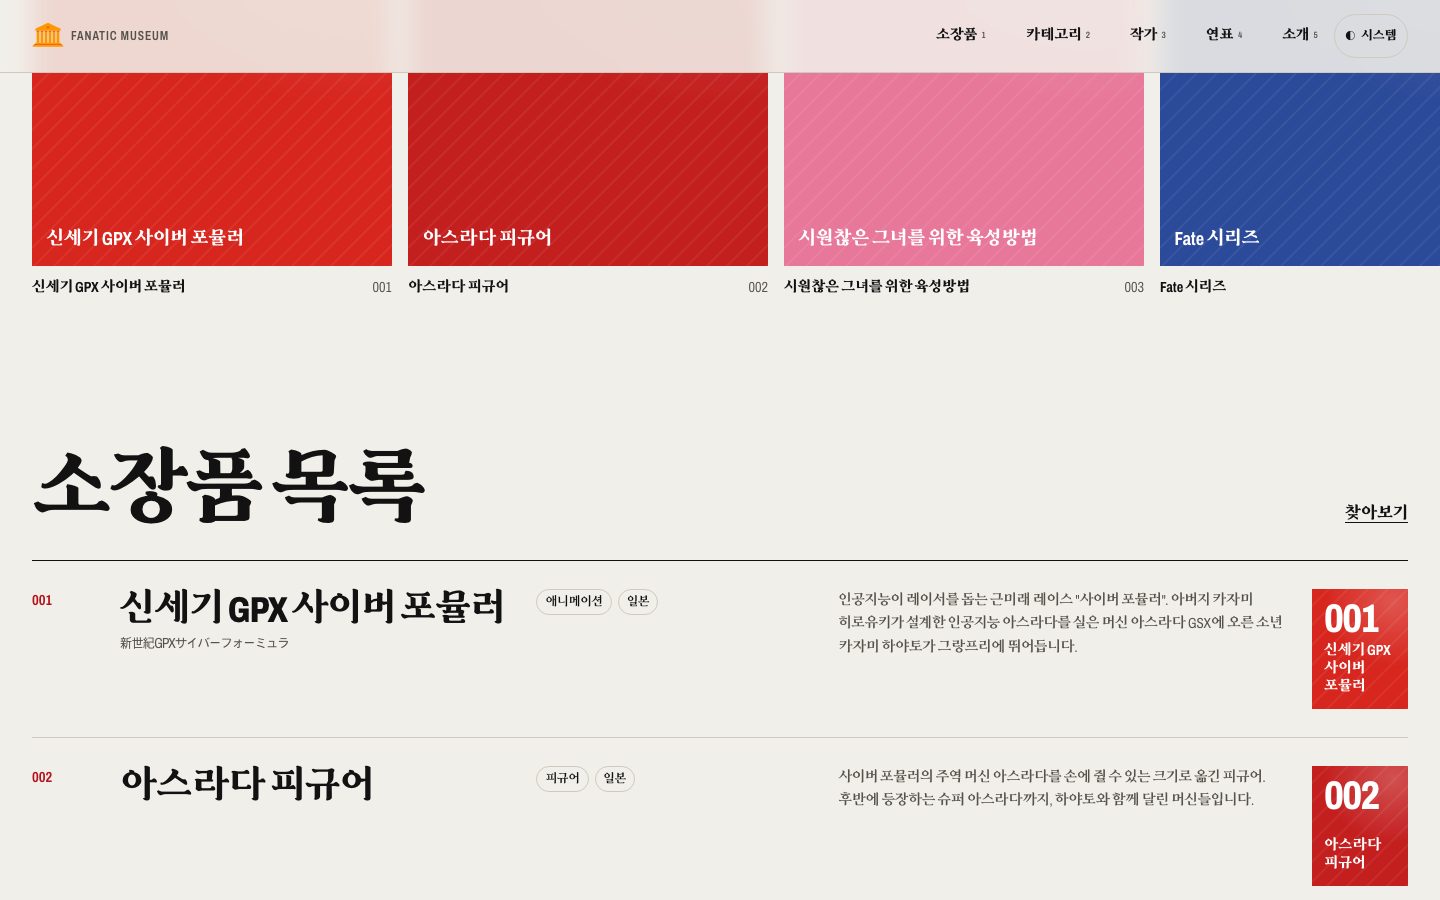 FANATIC MUSEUM
소장품 1
카테고리 2
작가 3
연표 4
소개 5
시스템
신세기 GPX 사이버 포뮬러
아스라다 피규어
시원찮은 그녀를 위한 육성방법
Fate 시리즈
신세기 GPX 사이버 포뮬러
001
아스라다 피규어
002
시원찮은 그녀를 위한 육성방법
003
Fate 시리즈
소장품 목록
찾아보기
001
신세기 GPX 사이버 포뮬러
新世紀GPXサイバーフォーミュラ
애니메이션
일본
인공지능이 레이서를 돕는 근미래 레이스 "사이버 포뮬러". 아버지 카자미
히로유키가 설계한 인공지능 아스라다를 실은 머신 아스라다 GSX에 오른 소년
카자미 하야토가 그랑프리에 뛰어듭니다.
001
신세기 GPX
사이버
포뮬러
002
아스라다 피규어
피규어
일본
사이버 포뮬러의 주역 머신 아스라다를 손에 쥘 수 있는 크기로 옮긴 피규어.
후반에 등장하는 슈퍼 아스라다까지, 하야토와 함께 달린 머신들입니다.
002
아스라다
피규어